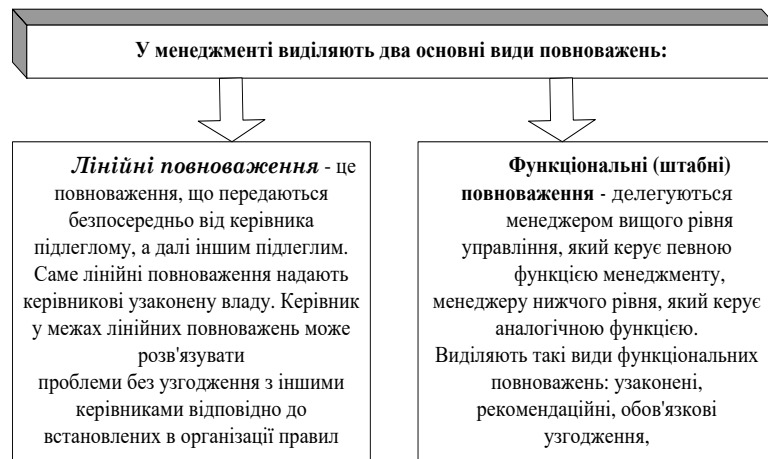 У менеджменті виділяють два основні види повноважень:
Лінійні повноваження - це
повноваження, що передаються
безпосередньо від керівника
підлеглому, а далі іншим підлеглим.
Саме лінійні повноваження надають
керівникові узаконену владу. Керівник
у межах лінійних повноважень може
розв'язувати
проблеми без узгодження з іншими
керівниками відповідно до
встановлених в організації правил
Функціональні (штабні)
повноваження - делегуються
менеджером вищого рівня
управління, який керує певною
функцією менеджменту,
менеджеру нижчого рівня, який керує
аналогічною функцією.
Виділяють такі види функціональних
повноважень: узаконені,
рекомендаційні, обов'язкові
узгодження,